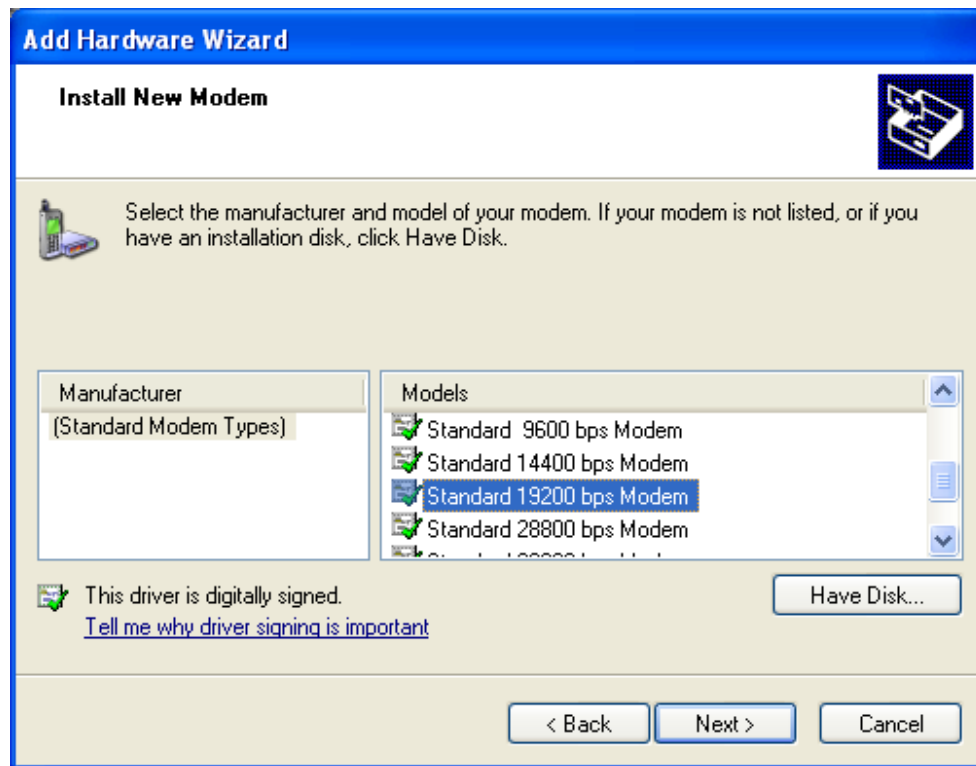 Add Hardware Wizard
Install New Modem
Select the manufacturer and model of your modem. If your modem is not listed, or if you
have an installation disk, click Have Disk.
Manufacturer
(Standard Modem Types)
Models
Standard  9600 bps Modem
Standard 14400 bps Modem
Standard 19200 bps Modem
Standard 28800 bps Modem
This driver is digitally signed.
Tell me why driver signing is important
Have Disk...
< Back
Next >
Cancel